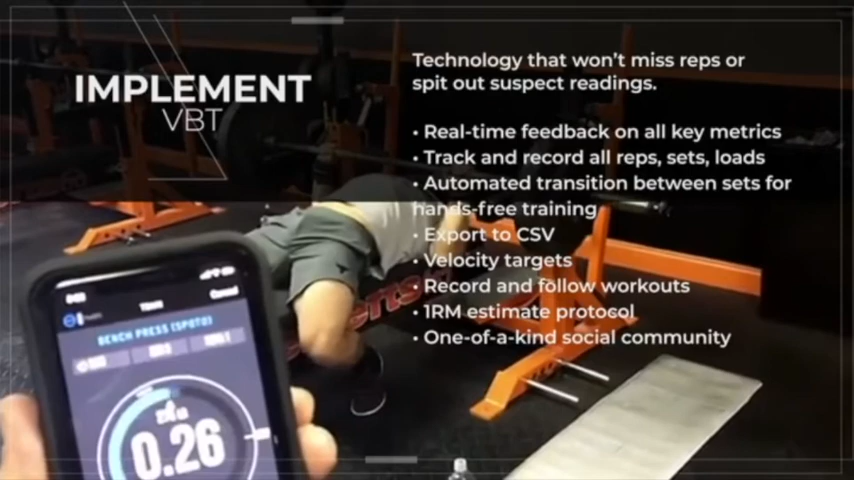 IMPLEMENT
VBT
Technology that won't miss reps or
spit out suspect readings.
• Real-time feedback on all key metrics
• Track and record all reps, sets, loads
• Automated transition between sets for
hands-free training
• Export to CSV
• Velocity targets
• Record and follow workouts
• 1RM estimate protocol
• One-of-a-kind social community
Cancel
BENCH PRESS (SPOTO)
0.26